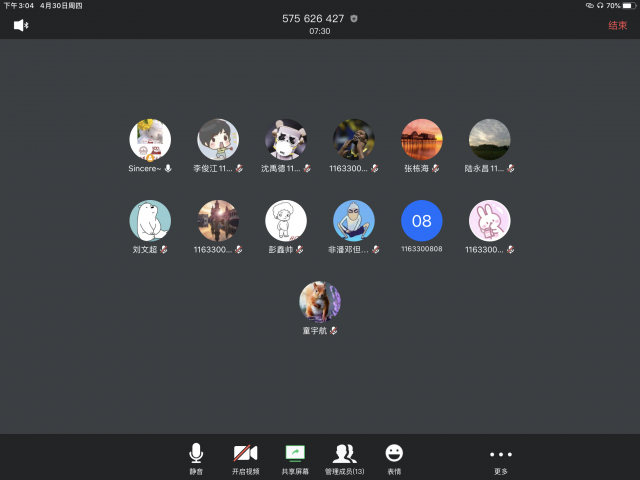 下午3:04 4月30日周四
70%
575 626 427
07:30
结束
Sincere~
李俊江11...
沈禹德11...
1163300...
张栋海
陆永昌11...
刘文超
1163300...
彭鑫帅
非潘邓但...
08
1163300808
1163300...
童宇航
静音
开启视频
共享屏幕
管理成员(13)
表情
更多